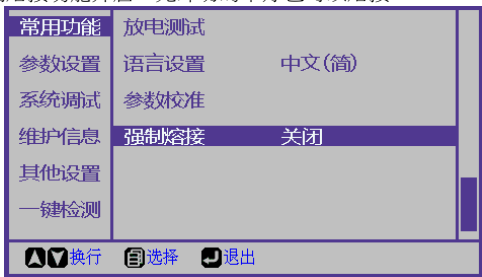 常用功能 放电测试
参数设置 语言设置 中文(简)
系统调试 参数校准
维护信息 强制熔接 关闭
其他设置
一键检测
换行 选择 退出